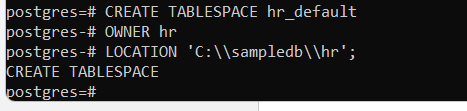 postgres=# CREATE TABLESPACE hr_default
postgres-# OWNER hr
postgres-# LOCATION 'C:\\sampledb\\hr';
CREATE TABLESPACE
postgres=#